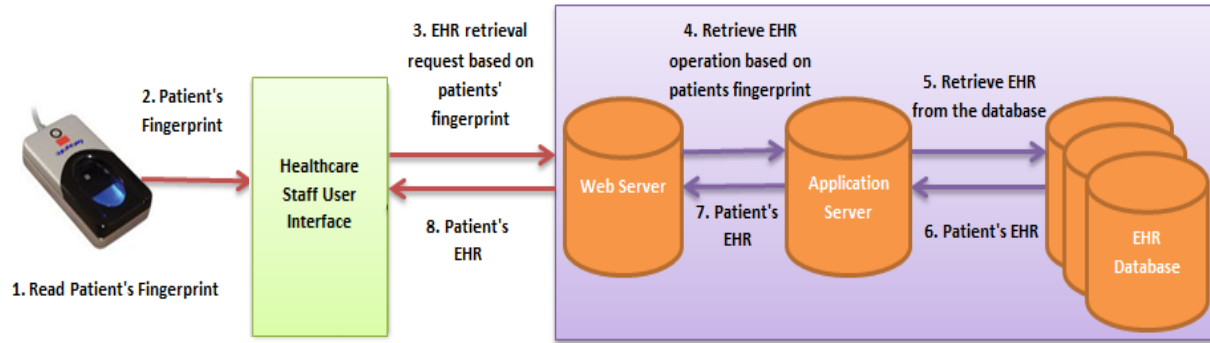 1. Read Patient's Fingerprint
2. Patient's
Fingerprint
Healthcare
Staff User
Interface
3. EHR retrieval
request based on
patients'
fingerprint
8. Patient's
EHR
Web Server
4. Retrieve EHR
operation based on
patients fingerprint
7. Patient's
EHR
Application
Server
5. Retrieve EHR
from the database
6. Patient's EHR
EHR
Database